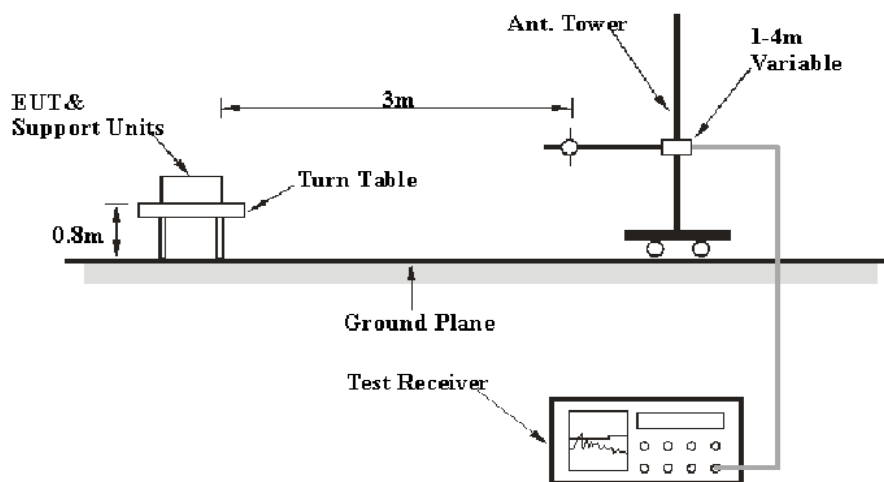 Ant. Tower
1-4m
Variable
3m
EUT &
Support Units
Turn Table
0.8m
Ground Plane
Test Receiver